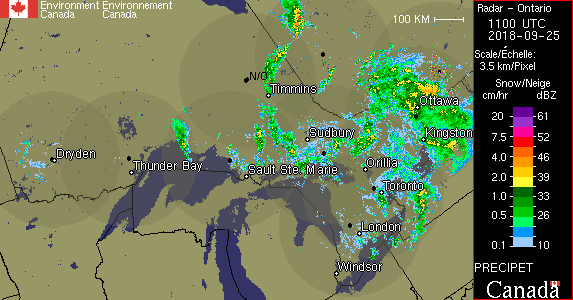 Environment Environnement
Canada Canada
100 KM
N/O
Timmins
Ottawa
Kingston
Sudbury
Dryden
Thunder Bay
Sault Ste. Marie
Orillia
Toronto
London
Windsor
Radar - Ontario
1100 UTC
2018-09-25
Scale/Échelle:
3.5 km/Pixel
Snow/Neige
cm/hr dBZ
20 61
7.5 52
4.0 46
2.0 39
1.0 33
0.5 26
0.1 10
PRECIPET
Canada